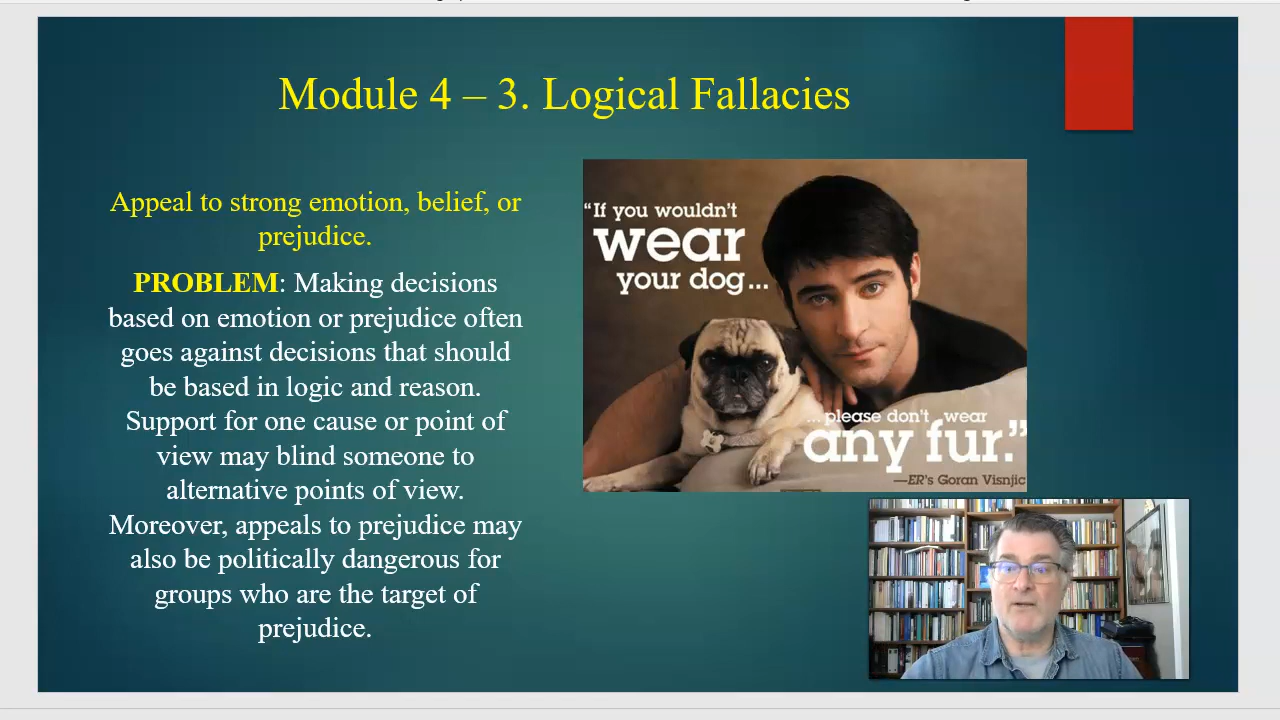 Module 4 – 3. Logical Fallacies
Appeal to strong emotion, belief, or
prejudice.
PROBLEM: Making decisions
based on emotion or prejudice often
goes against decisions that should
be based in logic and reason.
Support for one cause or point of
view may blind someone to
alternative points of view.
Moreover, appeals to prejudice may
also be politically dangerous for
groups who are the target of
prejudice.
“If you wouldn't
wear
your dog...
...please don't wear
any fur.”
—ER's Goran Visnjic